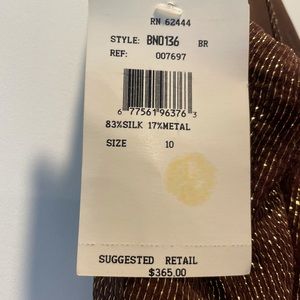 RN 62444
STYLE: BN0136 BR
REF: 007697
6 77561 96376 3
83%SILK 17%METAL
SIZE 10
SUGGESTED RETAIL
$365.00